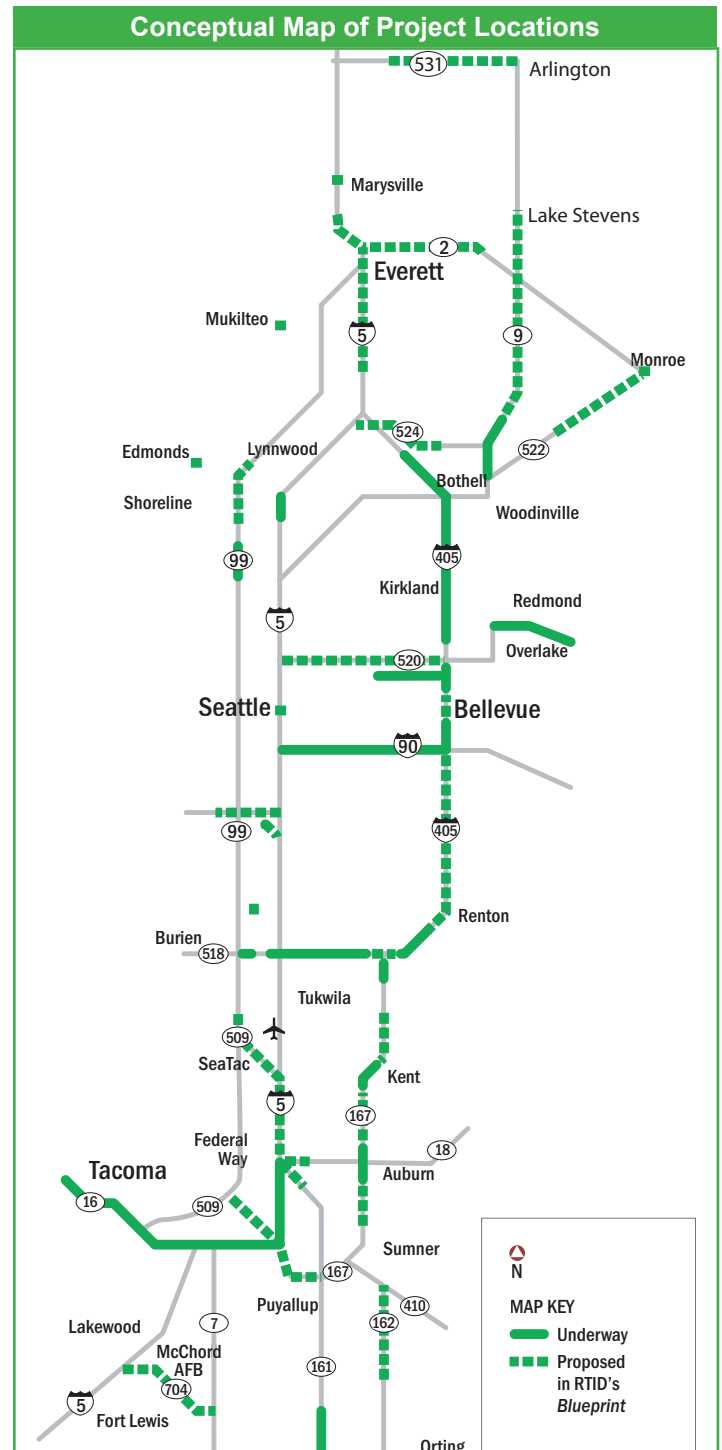 Conceptual Map of Project Locations
531
Arlington
Marysville
Lake Stevens
2
Everett
Mukilteo
5
9
Monroe
524
Edmonds
Lynnwood
522
Bothell
Shoreline
Woodinville
99
405
Kirkland
Redmond
5
Overlake
520
Seattle
Bellevue
90
99
405
Renton
Burien
518
Tukwila
509
SeaTac
Kent
5
167
Federal
Way
18
Tacoma
Auburn
16
509
Sumner
167
Puyallup
410
7
162
Lakewood
McChord
AFB
161
704
5
Fort Lewis
Orting
N
MAP KEY
Underway
Proposed
in RTID's
Blueprint